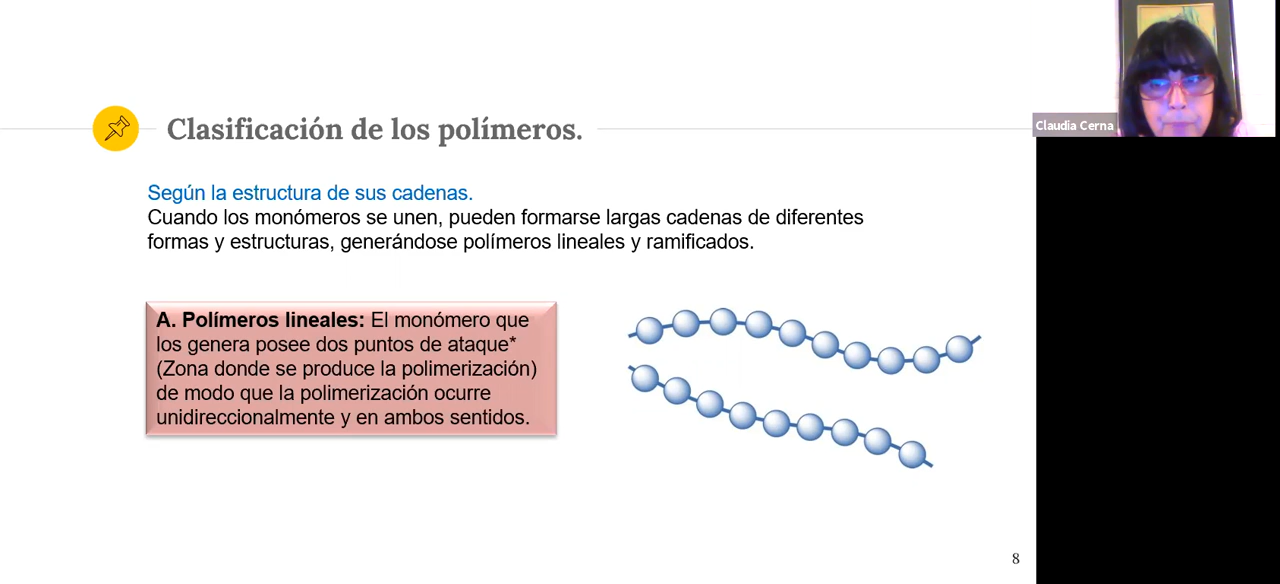 Claudia Cerna
Clasificación de los polímeros.
Según la estructura de sus cadenas.
Cuando los monómeros se unen, pueden formarse largas cadenas de diferentes
formas y estructuras, generándose polímeros lineales y ramificados.
A. Polímeros lineales: El monómero que
los genera posee dos puntos de ataque*
(Zona donde se produce la polimerización)
de modo que la polimerización ocurre
unidireccionalmente y en ambos sentidos.
8